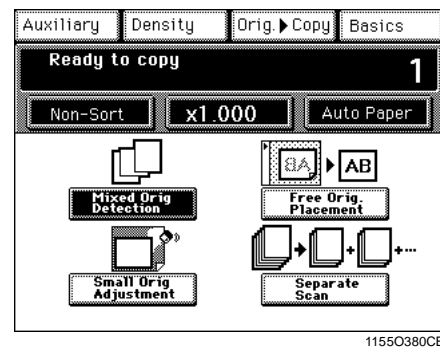 Auxiliary Density Orig.▶Copy Basics
Ready to copy
1
Non-Sort x1.000 Auto Paper
AB ▶ AB
Mixed Orig
Detection
Free Orig.
Placement
+ + +...
Small Orig
Adjustment
Separate
Scan
1155O380CB